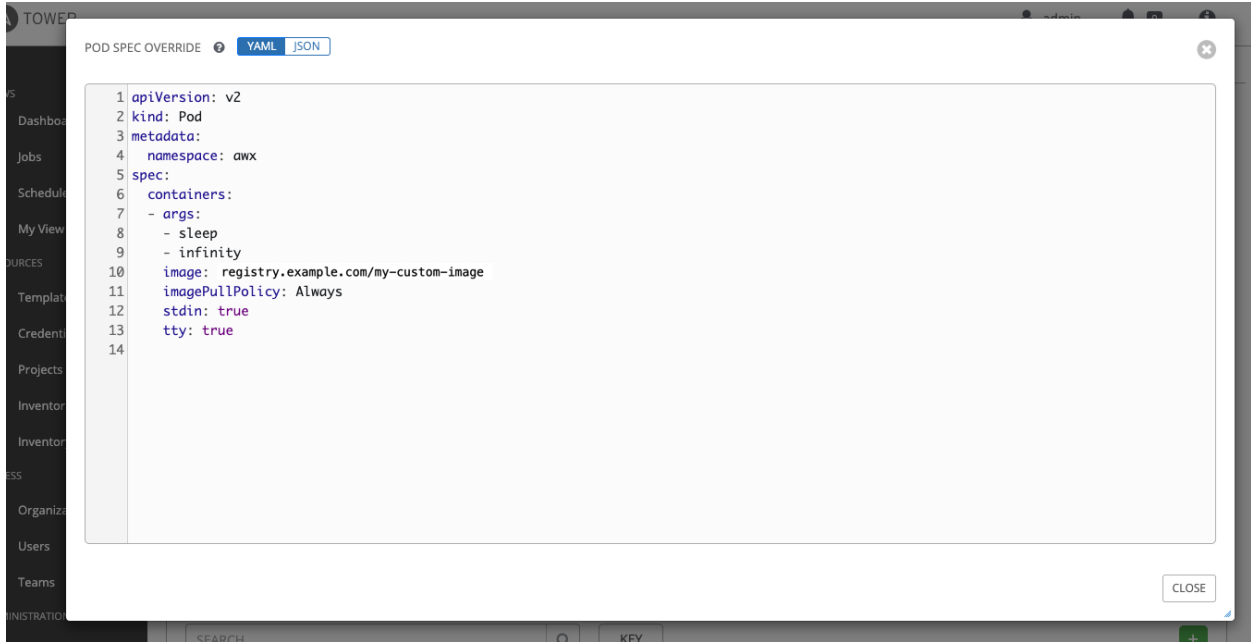 TOWER
admin
0
POD SPEC OVERRIDE ? YAML JSON
1 apiVersion: v2
2 kind: Pod
3 metadata:
4   namespace: awx
5 spec:
6   containers:
7   - args:
8     - sleep
9     - infinity
10     image: registry.example.com/my-custom-image
11     imagePullPolicy: Always
12     stdin: true
13     tty: true
14
Dashboa
Jobs
Schedule
My View
OURCES
Templat
Credenti
Projects
Inventor
Inventor
ESS
Organiza
Users
Teams
MINISTRATION
CLOSE
SEARCH
KEY